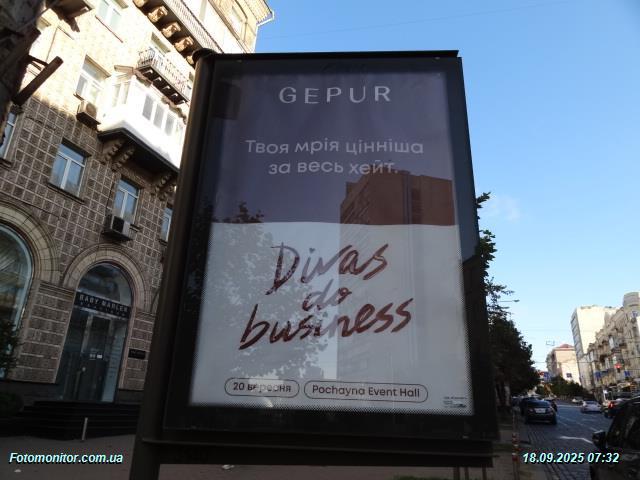 GEPUR
Твоя мрія цінніша
за весь хейт.
Divas
do
business
20 вересня
Pochayna Event Hall
BABY MARLEN
Fotomonitor.com.ua
18.09.2025 07:32